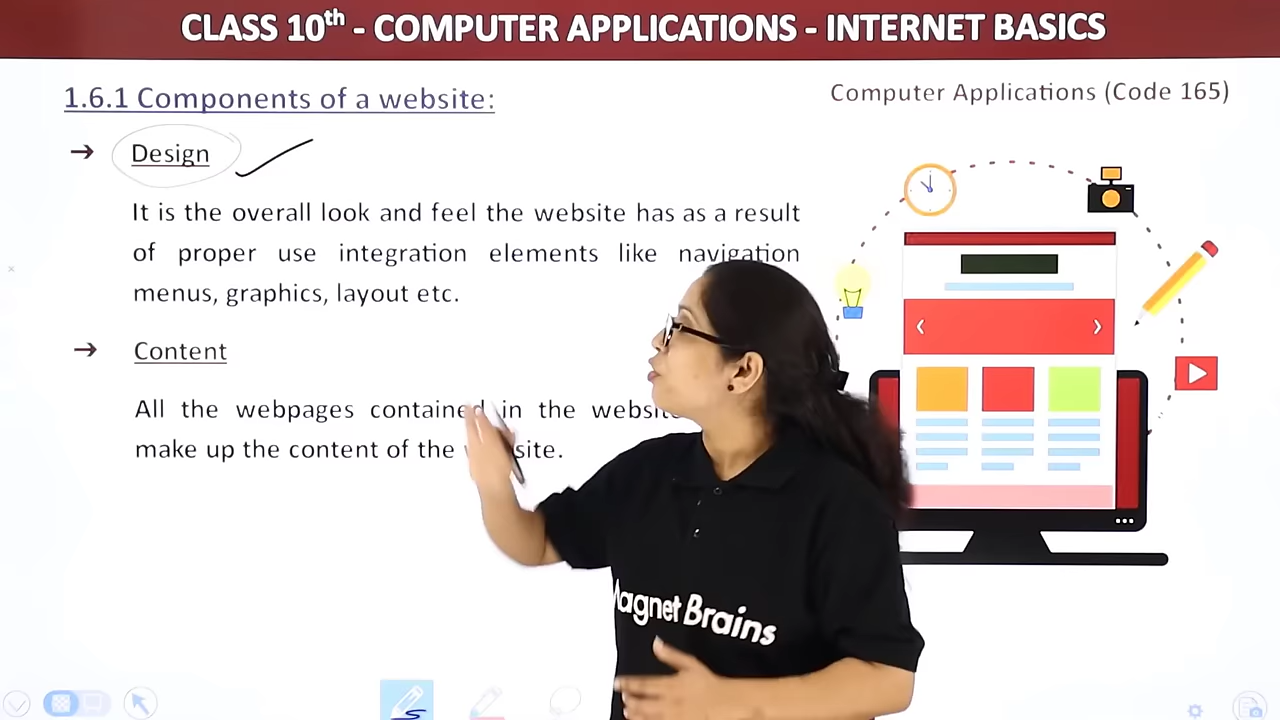 CLASS 10th - COMPUTER APPLICATIONS - INTERNET BASICS
1.6.1 Components of a website:
Computer Applications (Code 165)
→ Design
It is the overall look and feel the website has as a result
of proper use integration elements like navigation
menus, graphics, layout etc.
→ Content
All the webpages contained in the
make up the content of the
Magnet Brains